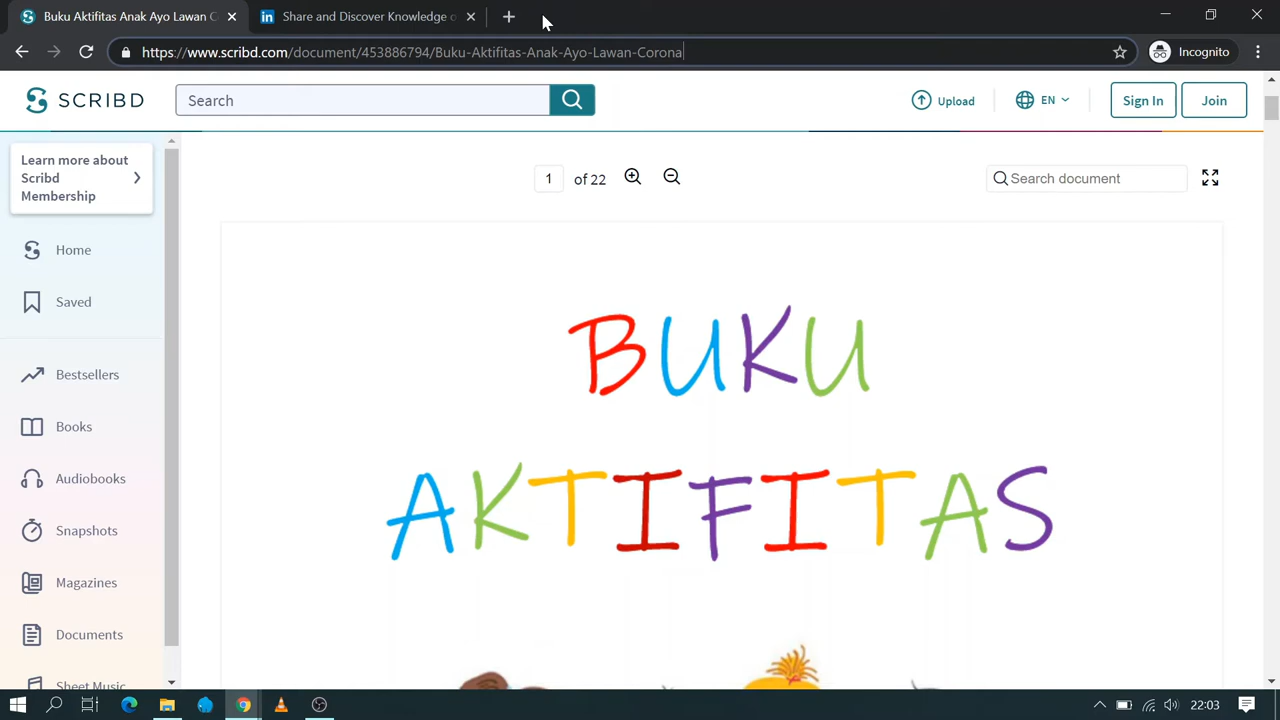 Buku Aktifitas Anak Ayo Lawan C
Share and Discover Knowledge o
https://www.scribd.com/document/453886794/Buku-Aktifitas-Anak-Ayo-Lawan-Corona
Incognito
SCRIBD
Search
Upload
EN
Sign In
Join
Learn more about
Scribd
Membership
1 of 22
Search document
Home
Saved
Bestsellers
Books
Audiobooks
Snapshots
Magazines
Documents
Sheet Music
BUKU
AKTIFITAS
22:03